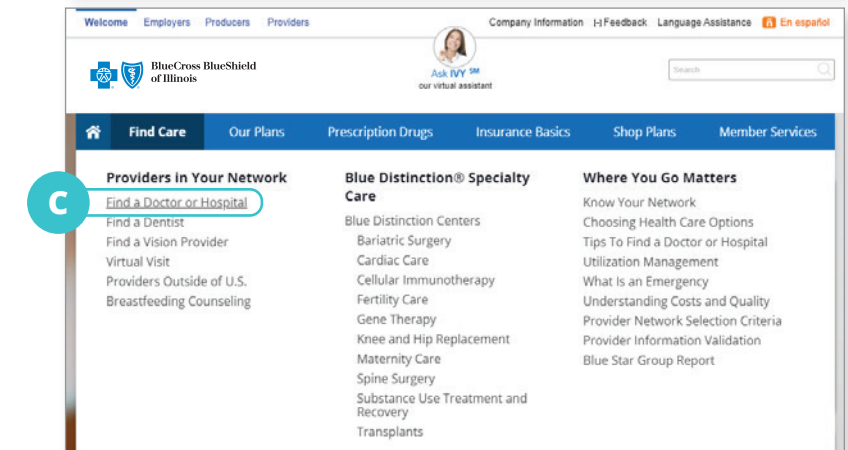 Welcome Employers Producers Providers Company Information [-] Feedback Language Assistance En español
BlueCross BlueShield
of Illinois
Ask IVY SM
our virtual assistant
Search
Find Care Our Plans Prescription Drugs Insurance Basics Shop Plans Member Services
C
Providers in Your Network
Find a Doctor or Hospital
Find a Dentist
Find a Vision Provider
Virtual Visit
Providers Outside of U.S.
Breastfeeding Counseling
Blue Distinction® Specialty
Care
Blue Distinction Centers
Bariatric Surgery
Cardiac Care
Cellular Immunotherapy
Fertility Care
Gene Therapy
Knee and Hip Replacement
Maternity Care
Spine Surgery
Substance Use Treatment and
Recovery
Transplants
Where You Go Matters
Know Your Network
Choosing Health Care Options
Tips To Find a Doctor or Hospital
Utilization Management
What Is an Emergency
Understanding Costs and Quality
Provider Network Selection Criteria
Provider Information Validation
Blue Star Group Report